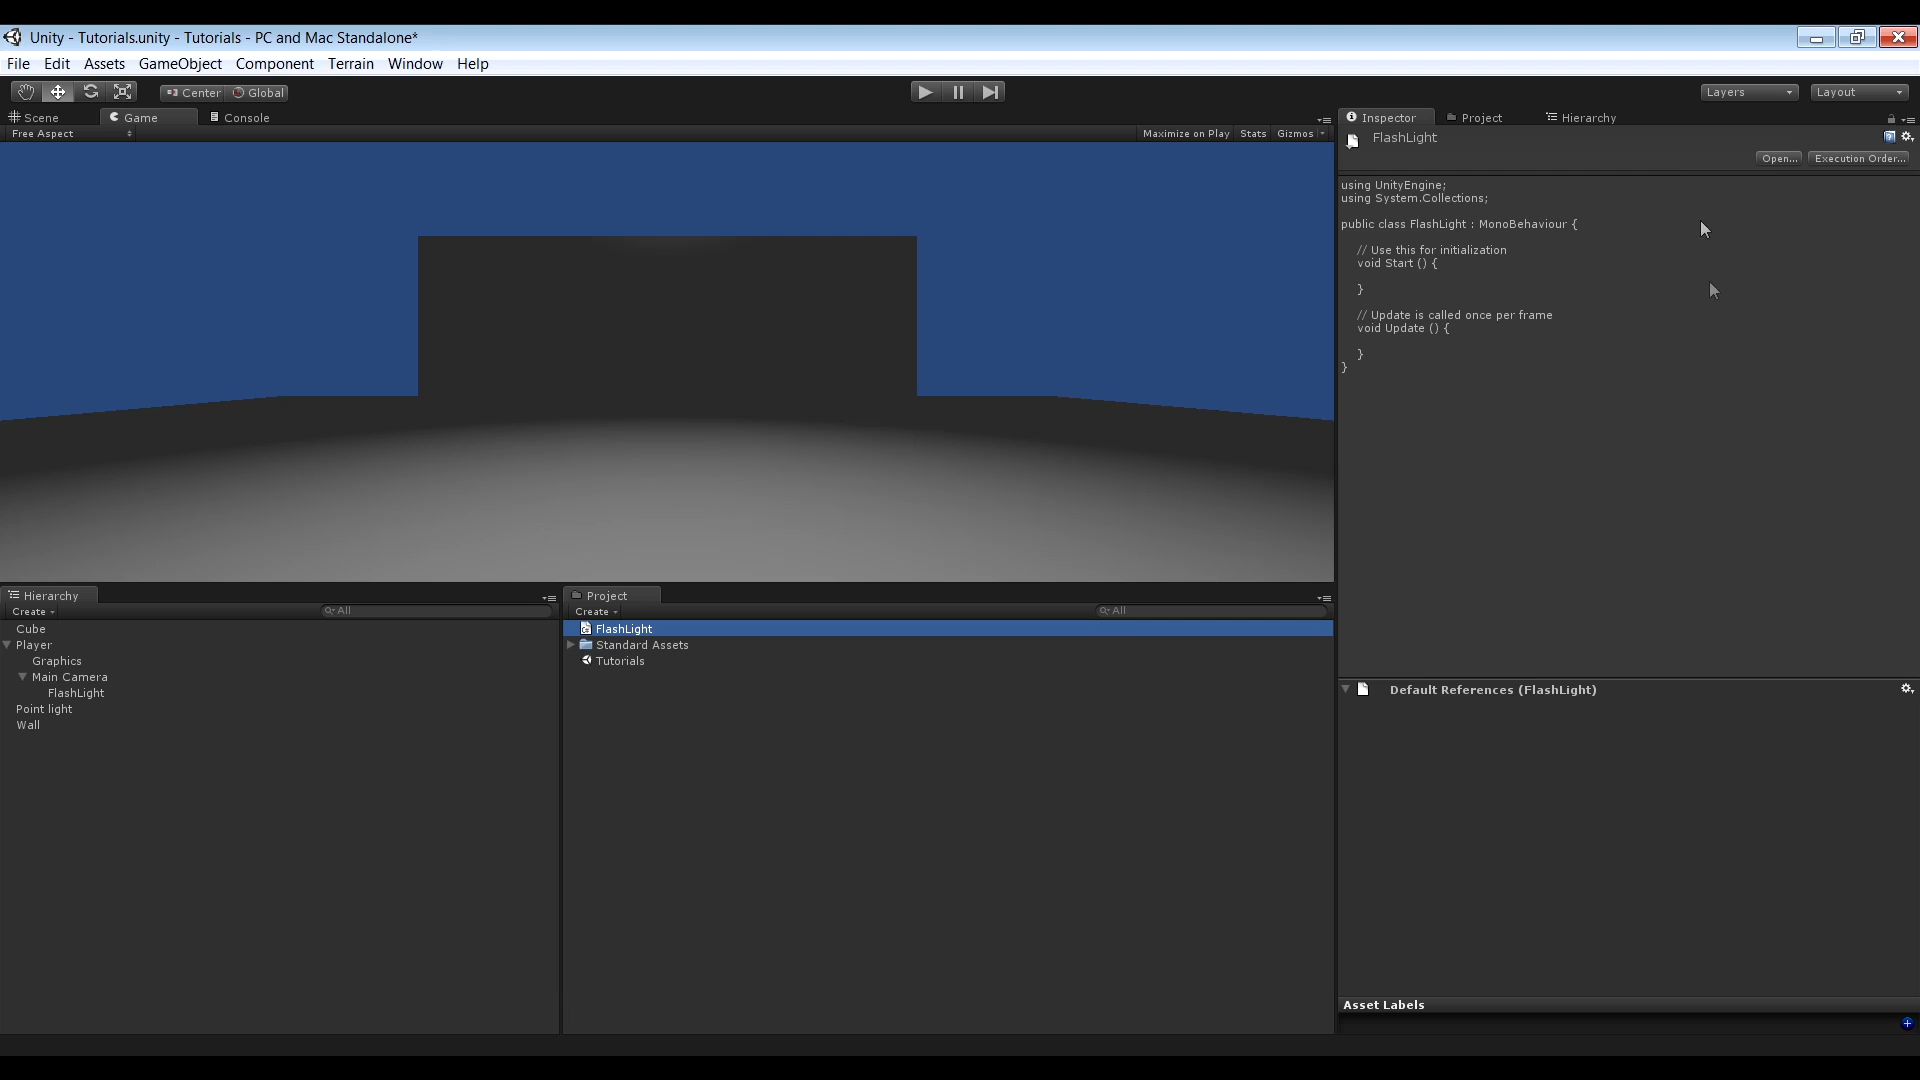 Unity - Tutorials.unity - Tutorials - PC and Mac Standalone*
File Edit Assets GameObject Component Terrain Window Help
Center Global
Layers Layout
Scene Game Console
Free Aspect
Maximize on Play Stats Gizmos
Inspector Project Hierarchy
FlashLight
Open... Execution Order...
using UnityEngine;
using System.Collections;
public class FlashLight : MonoBehaviour {
// Use this for initialization
void Start () {
}
// Update is called once per frame
void Update () {
}
}
Hierarchy
Create
All
Cube
Player
Graphics
Main Camera
FlashLight
Point light
Wall
Project
Create
All
FlashLight
Standard Assets
Tutorials
Default References (FlashLight)
Asset Labels